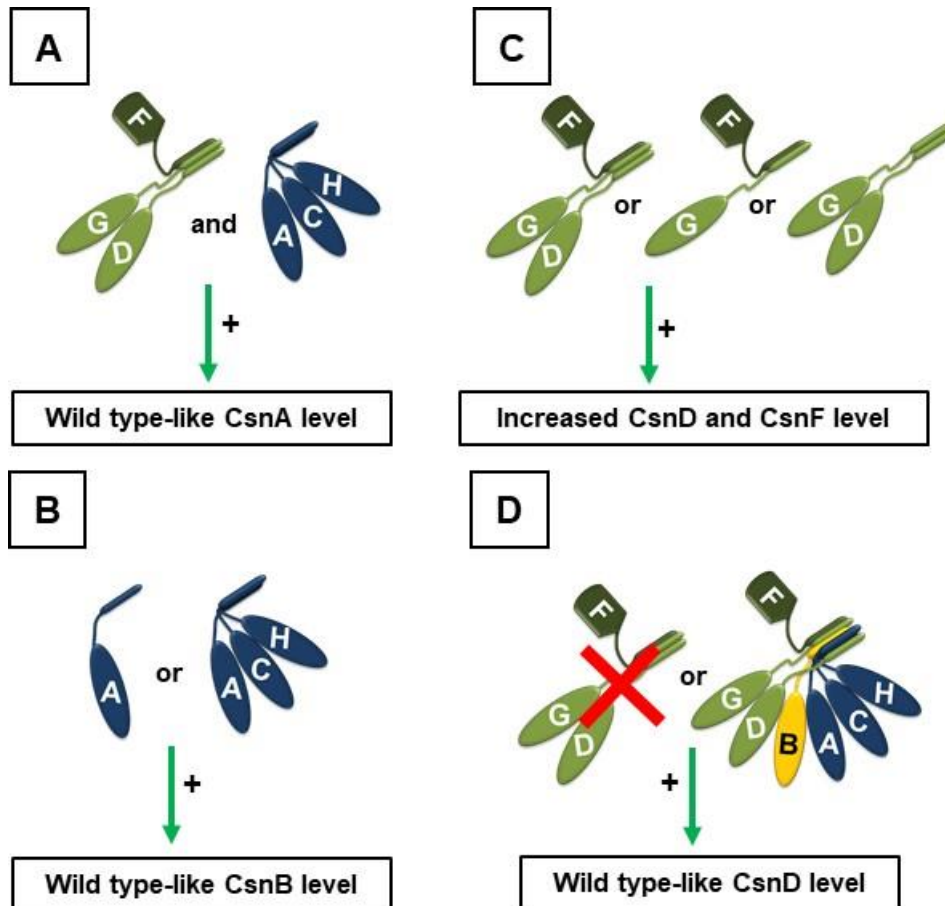 A
F
G
D
and
A
C
H
+
Wild type-like CsnA level
C
F
G
D
or
F
G
or
G
D
+
Increased CsnD and CsnF level
B
A
or
A
C
H
+
Wild type-like CsnB level
D
F
G
D
or
F
G
D
B
A
C
H
+
Wild type-like CsnD level